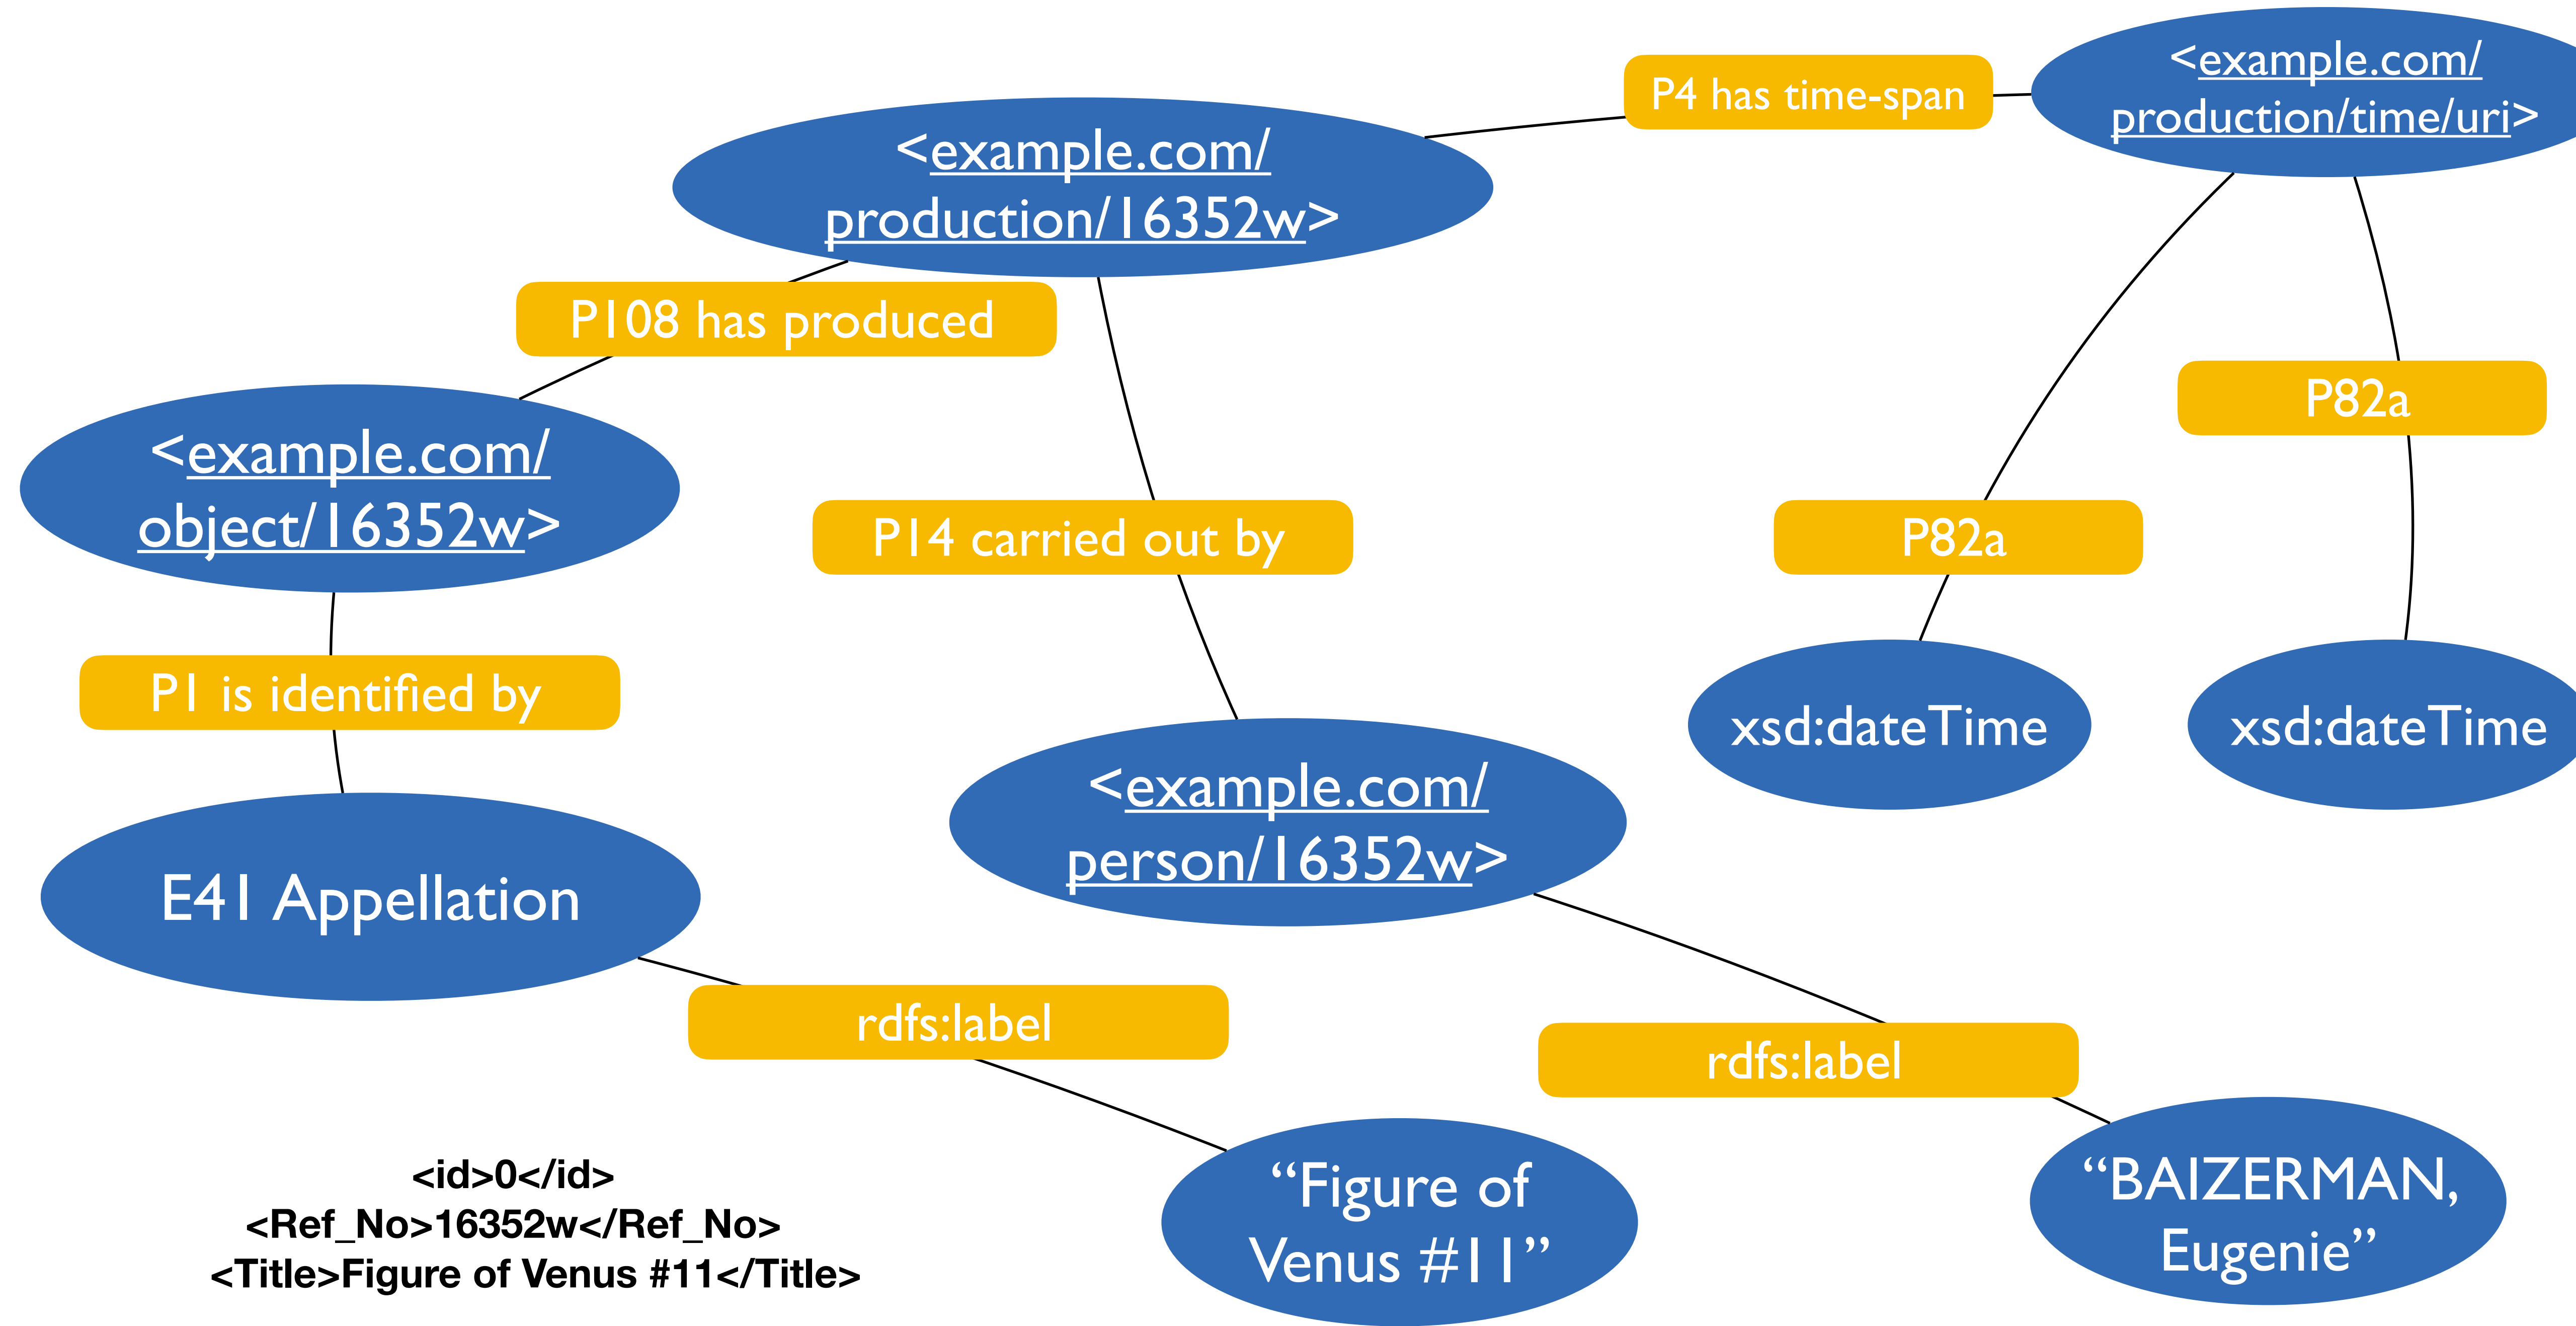 <example.com/
production/time/uri>
P4 has time-span
<example.com/
production/16352w>
P108 has produced
P82a
<example.com/
object/16352w>
P14 carried out by
P82a
P1 is identified by
xsd:dateTime
xsd:dateTime
<example.com/
person/16352w>
E41 Appellation
rdfs:label
rdfs:label
“Figure of
Venus #11”
“BAIZERMAN,
Eugenie”
<id>0</id>
<Ref_No>16352w</Ref_No>
<Title>Figure of Venus #11</Title>